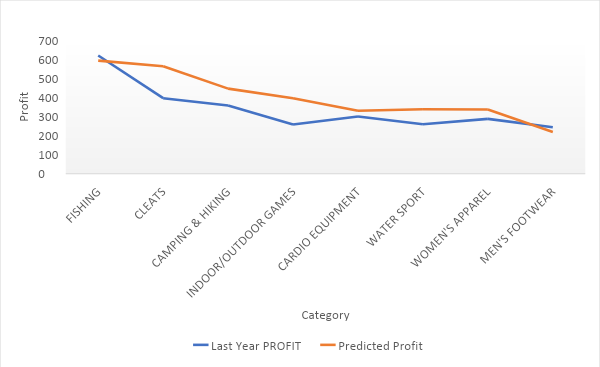 700
600
500
400
300
200
100
0
Profit
FISHING
CLEATS
CAMPING & HIKING
INDOOR/OUTDOOR GAMES
CARDIO EQUIPMENT
WATER SPORT
WOMEN'S APPAREL
MEN'S FOOTWEAR
Category
Last Year PROFIT
Predicted Profit